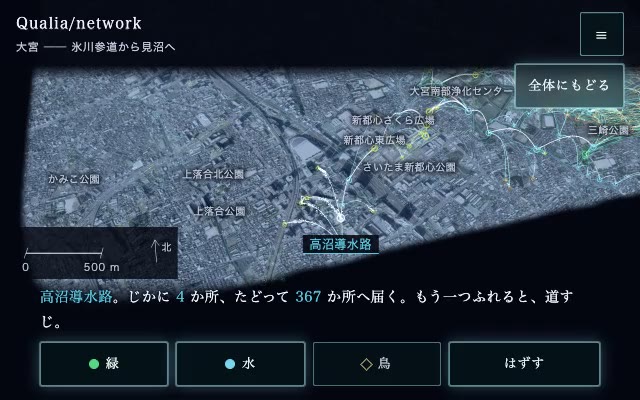 Qualia/network
大宮 —— 氷川参道から見沼へ
≡
全体にもどる
大宮南部浄化センター
新都心さくら広場
三崎公園
新都心東広場
さいたま新都心公園
上落合北公園
かみこ公園
上落合公園
高沼導水路
北
0 500 m
高沼導水路。じかに 4 か所、たどって 367 か所へ届く。もう一つふれると、道す
じ。
緑
水
鳥
はずす